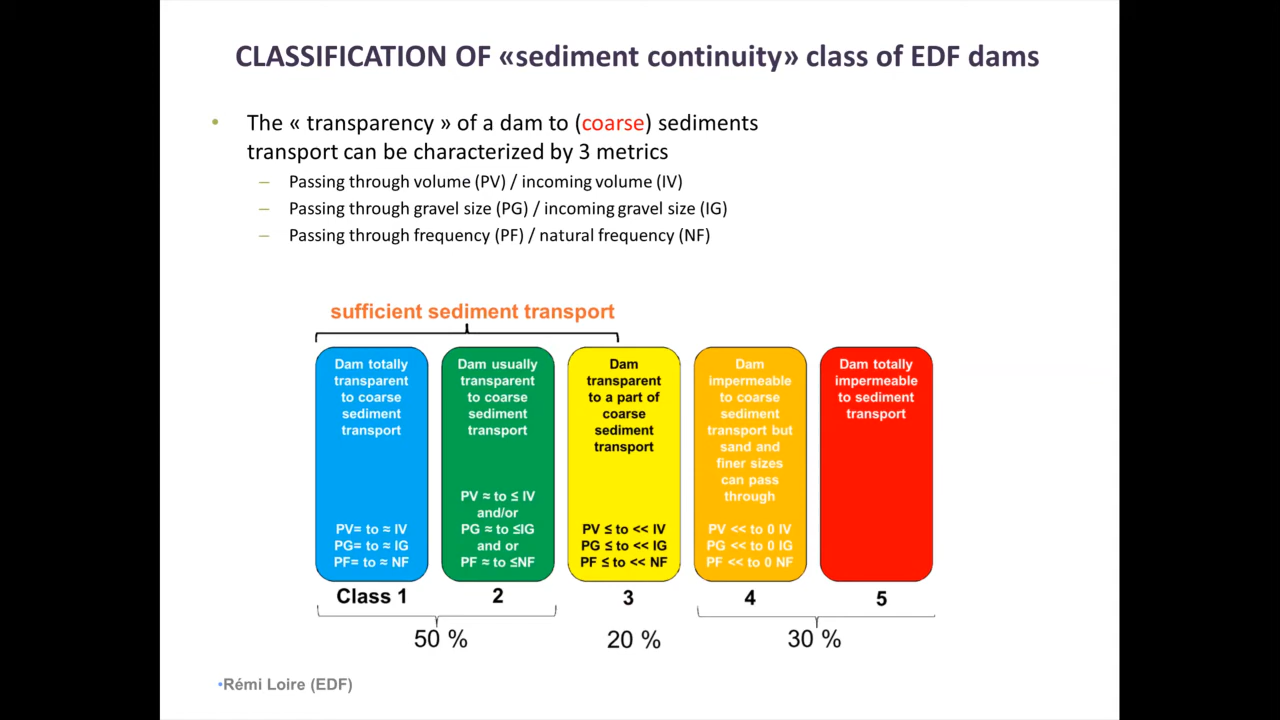 CLASSIFICATION OF «sediment continuity» class of EDF dams
• The « transparency » of a dam to (coarse) sediments
transport can be characterized by 3 metrics
– Passing through volume (PV) / incoming volume (IV)
– Passing through gravel size (PG) / incoming gravel size (IG)
– Passing through frequency (PF) / natural frequency (NF)
sufficient sediment transport
Dam totally
transparent
to coarse
sediment
transport
PV= to ≈ IV
PG= to ≈ IG
PF= to ≈ NF
Dam usually
transparent
to coarse
sediment
transport
PV ≈ to ≤ IV
and/or
PG ≈ to ≤IG
and or
PF ≈ to ≤NF
Dam
transparent
to a part of
coarse
sediment
transport
PV ≤ to << IV
PG ≤ to << IG
PF ≤ to << NF
Dam
impermeable
to coarse
sediment
transport but
sand and
finer sizes
can pass
through
PV << to 0 IV
PG << to 0 IG
PF << to 0 NF
Dam totally
impermeable
to sediment
transport
Class 1 2 3 4 5
50 % 20 % 30 %
•Rémi Loire (EDF)